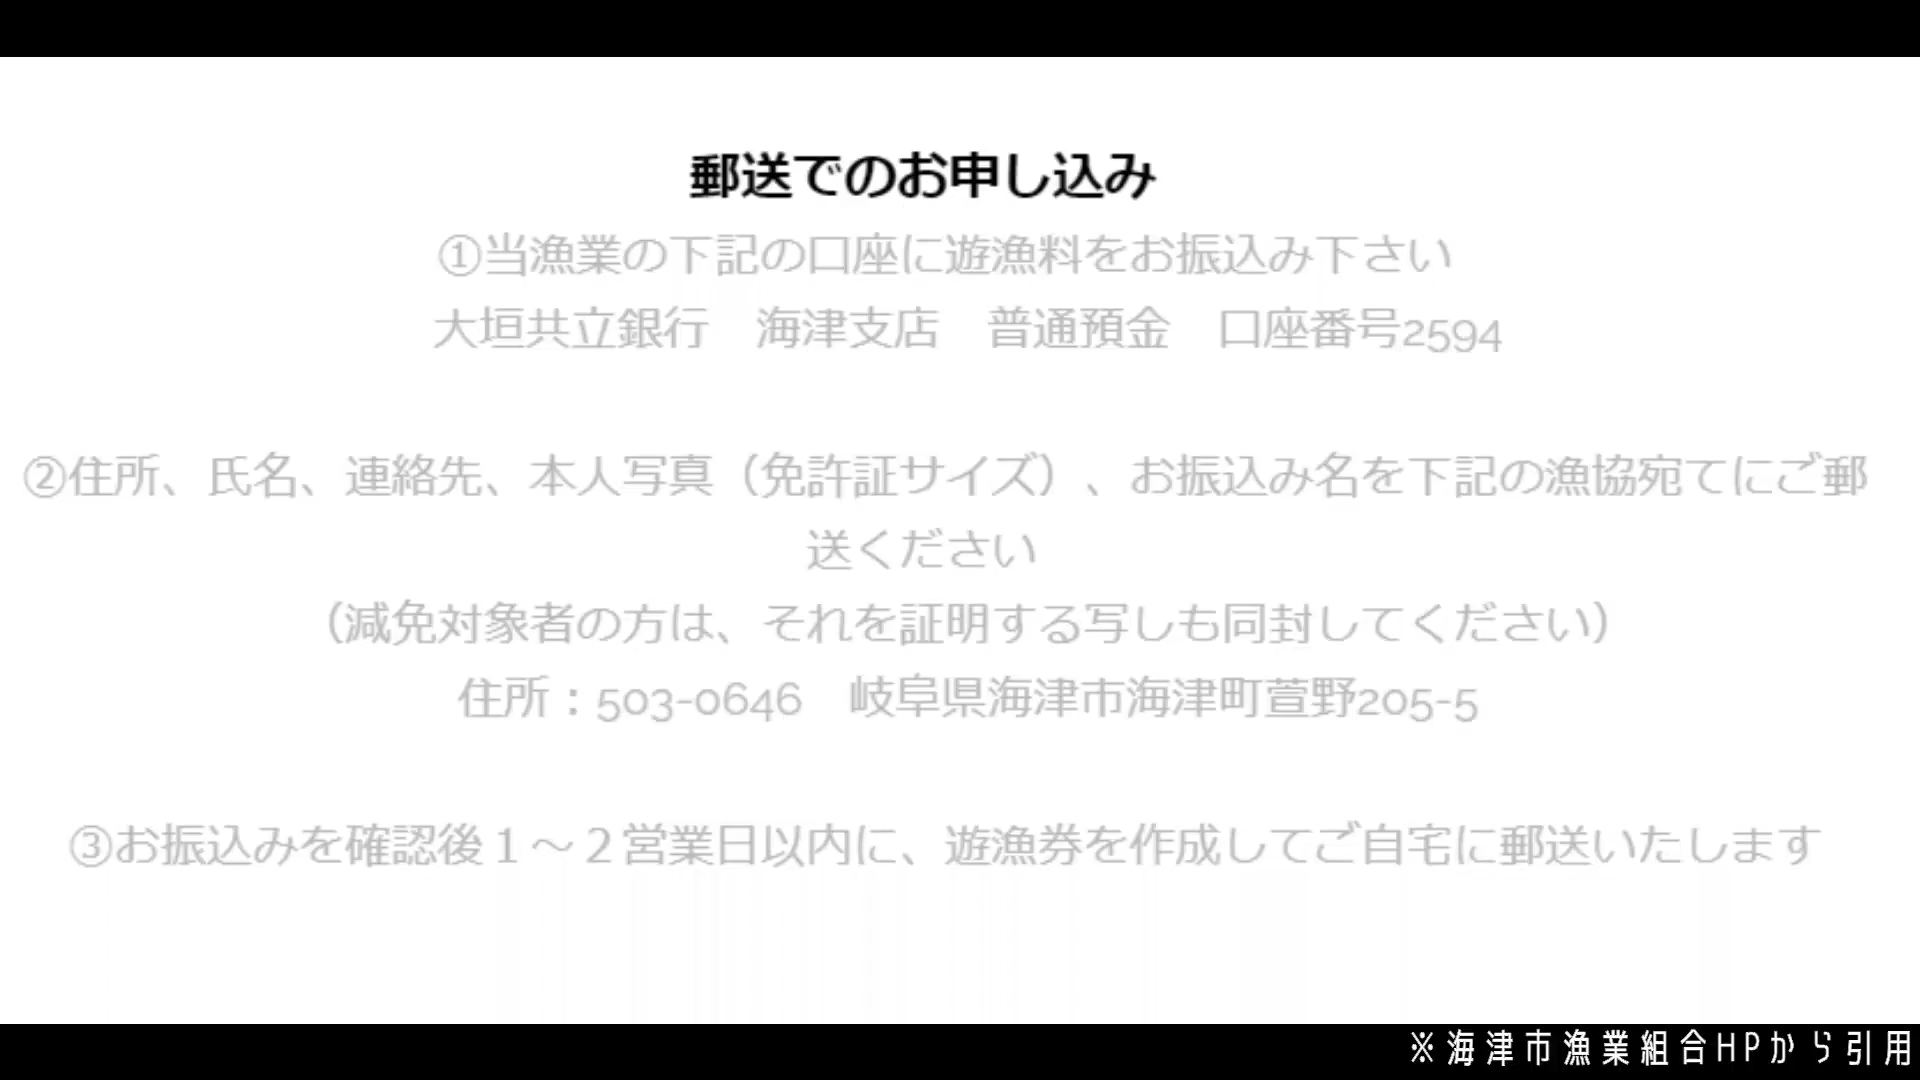 郵送でのお申し込み
①当漁業の下記の口座に遊漁料をお振込み下さい
大垣共立銀行　海津支店　普通預金　口座番号2594
②住所、氏名、連絡先、本人写真（免許証サイズ）、お振込み名を下記の漁協宛てにご郵
送ください
（減免対象者の方は、それを証明する写しも同封してください）
住所：503-0646　岐阜県海津市海津町萱野205-5
③お振込みを確認後１～２営業日以内に、遊漁券を作成してご自宅に郵送いたします
※海津市漁業組合HPから引用